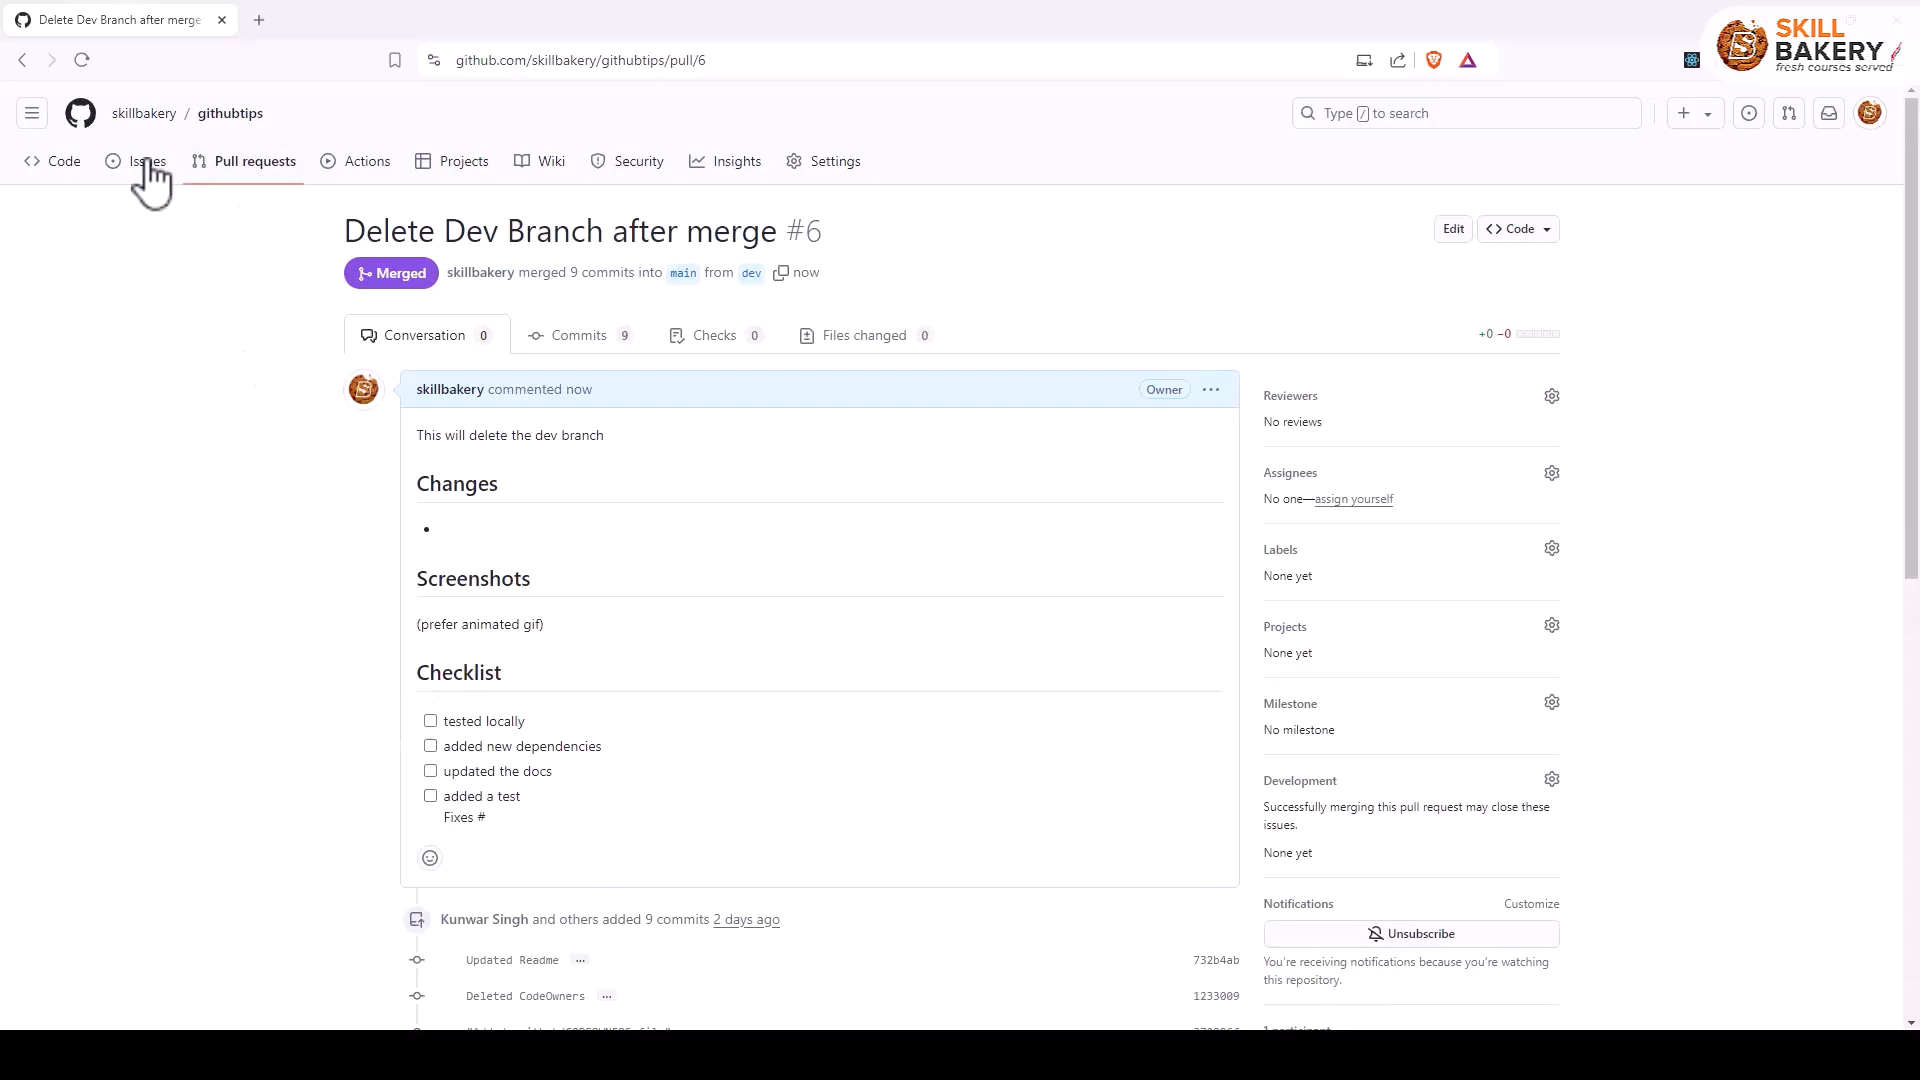 Delete Dev Branch after merge
github.com/skillbakery/githubtips/pull/6
SKILL
BAKERY
fresh courses served
skillbakery / githubtips
Type / to search
Code
Issues
Pull requests
Actions
Projects
Wiki
Security
Insights
Settings
Delete Dev Branch after merge #6
Edit
Code
Merged
skillbakery merged 9 commits into main from dev now
Conversation 0
Commits 9
Checks 0
Files changed 0
+0 −0
skillbakery commented now
Owner
This will delete the dev branch
Changes
Screenshots
(prefer animated gif)
Checklist
tested locally
added new dependencies
updated the docs
added a test
Fixes #
Kunwar Singh and others added 9 commits 2 days ago
Updated Readme ...
732b4ab
Deleted CodeOwners ...
1233009
Reviewers
No reviews
Assignees
No one—assign yourself
Labels
None yet
Projects
None yet
Milestone
No milestone
Development
Successfully merging this pull request may close these
issues.
None yet
Notifications
Customize
Unsubscribe
You're receiving notifications because you're watching
this repository.